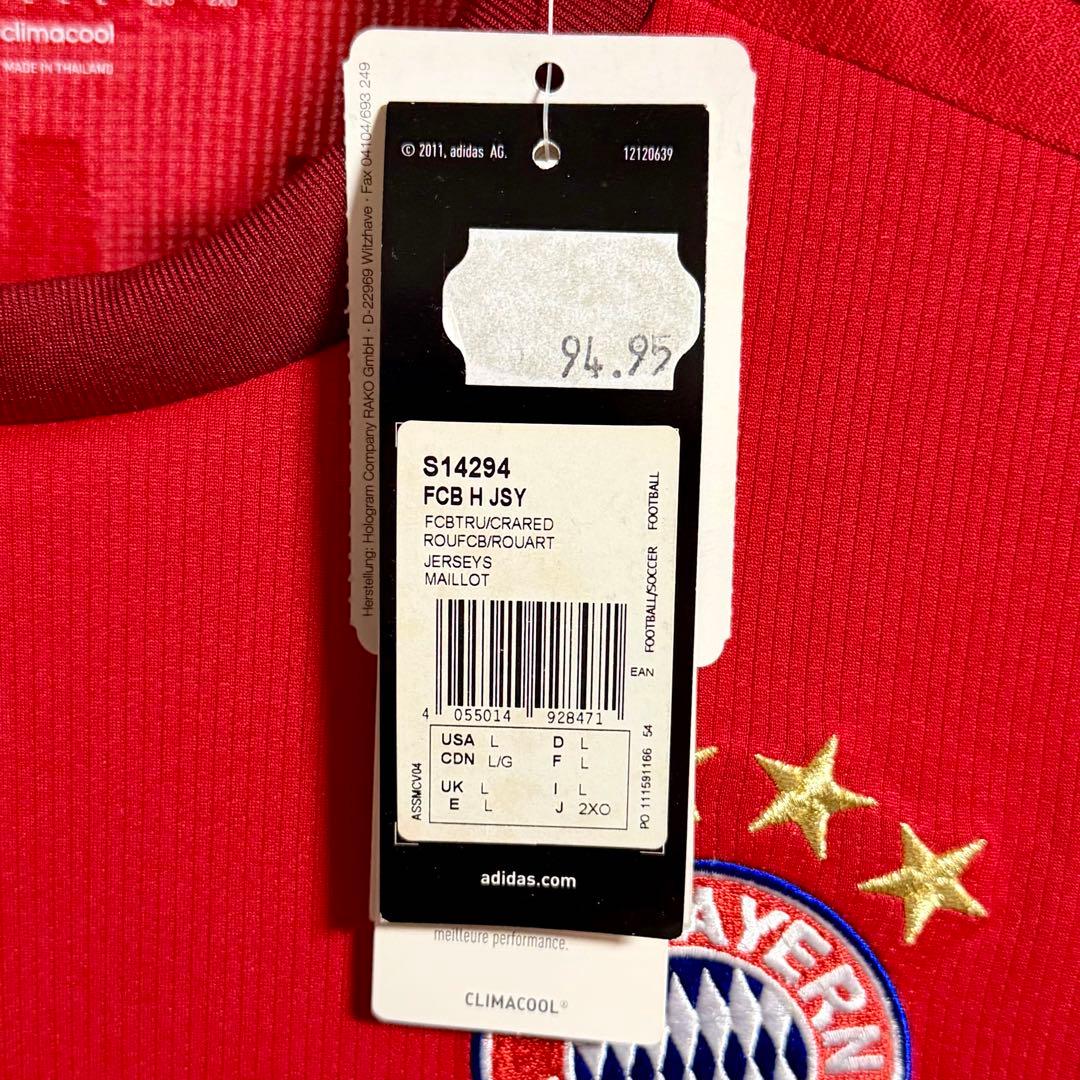 climacool
MADE IN THAILAND
Herstellung: Hologram Company RAKO GmbH · D-22969 Witzhave · Fax 04104/693 249
© 2011, adidas AG.
12120639
94.95
S14294
FCB H JSY
FCBTRU/CRARED
ROUFCB/ROUART
JERSEYS
MAILLOT
FOOTBALL/SOCCER FOOTBALL
EAN
4 055014 928471
USA L D L
CDN L/G F L
UK L I L
E L J 2XO
ASSMCV04
PO 111591166 54
adidas.com
meilleure performance.
CLIMACOOL®
BAYERN